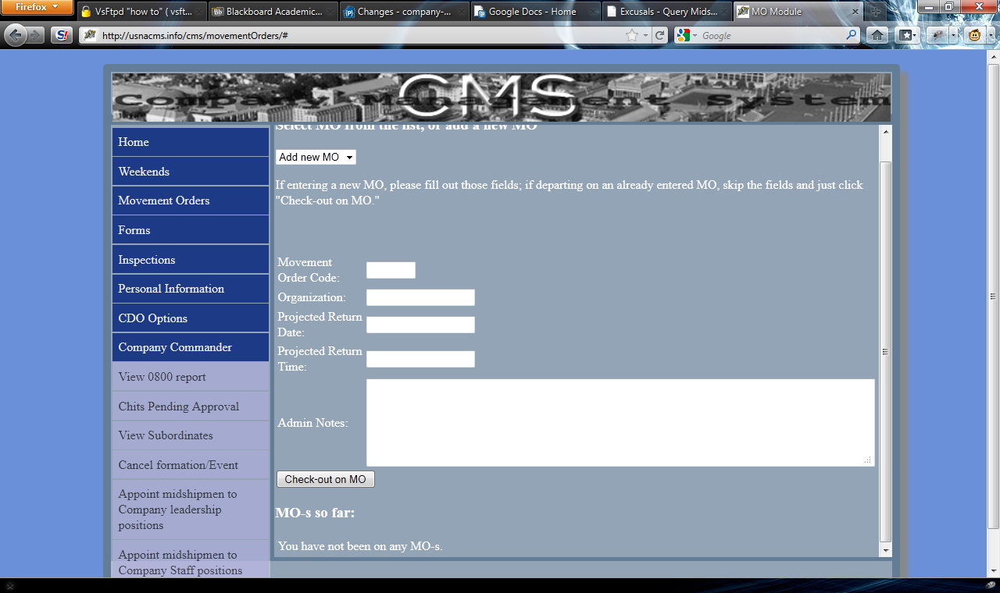 Firefox
VsFtpd "how to" ( vsft...
Blackboard Academic...
Changes - company-...
Google Docs - Home
Excusals - Query Mids...
MO Module
http://usnacms.info/cms/movementOrders/#
Google
CMS
Company Management System
Select MO from the list, or add a new MO
Home
Weekends
Movement Orders
Forms
Inspections
Personal Information
CDO Options
Company Commander
View 0800 report
Chits Pending Approval
View Subordinates
Cancel formation/Event
Appoint midshipmen to
Company leadership
positions
Appoint midshipmen to
Company Staff positions
Add new MO
If entering a new MO, please fill out those fields; if departing on an already entered MO, skip the fields and just click
"Check-out on MO."
Movement
Order Code:
Organization:
Projected Return
Date:
Projected Return
Time:
Admin Notes:
Check-out on MO
MO-s so far:
You have not been on any MO-s.